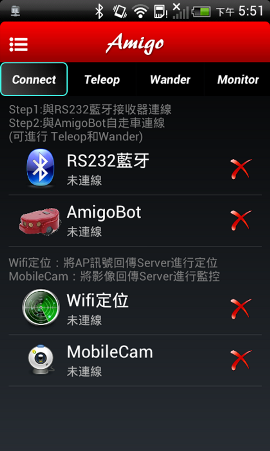 下午 5:51
Amigo
Connect Teleop Wander Monitor
Step1:與RS232藍牙接收器連線
Step2:與AmigoBot自走車連線
(可進行 Teleop和Wander)
RS232藍牙
未連線
AmigoBot
未連線
Wifi定位：將AP訊號回傳Server進行定位
MobileCam：將影像回傳Server進行監控
Wifi定位
未連線
MobileCam
未連線